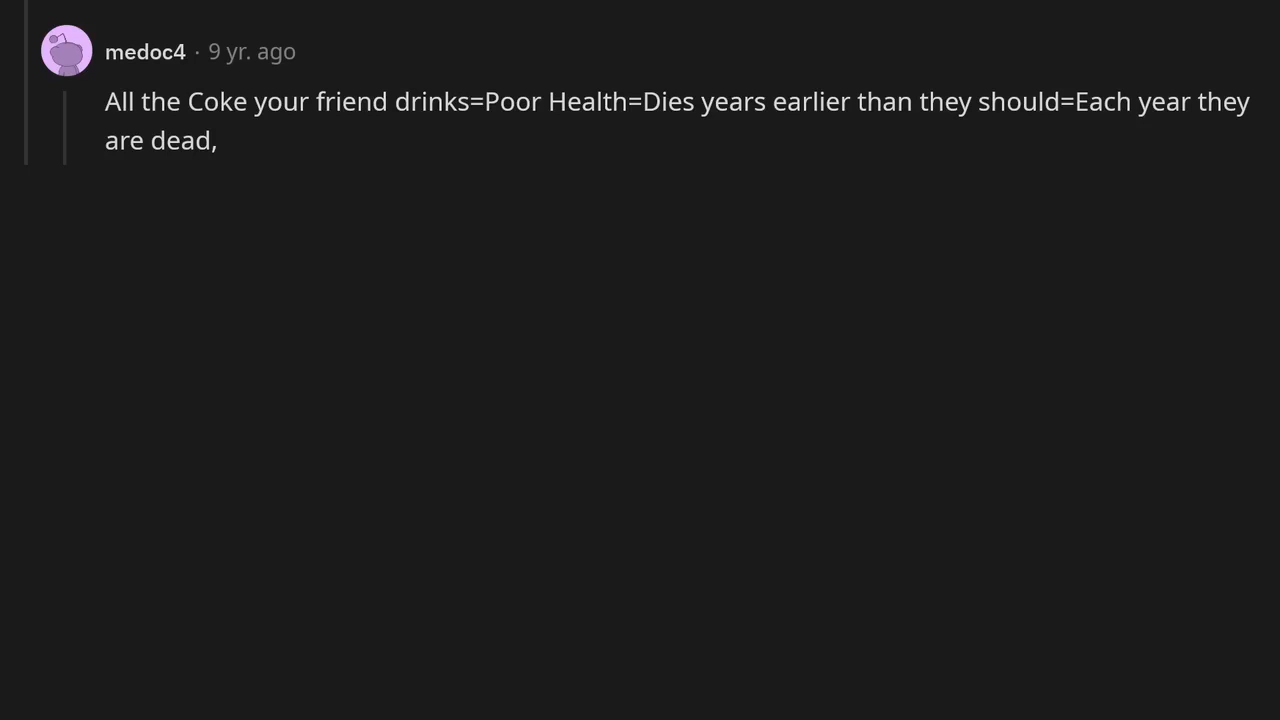 medoc4 · 9 yr. ago
All the Coke your friend drinks=Poor Health=Dies years earlier than they should=Each year they
are dead,